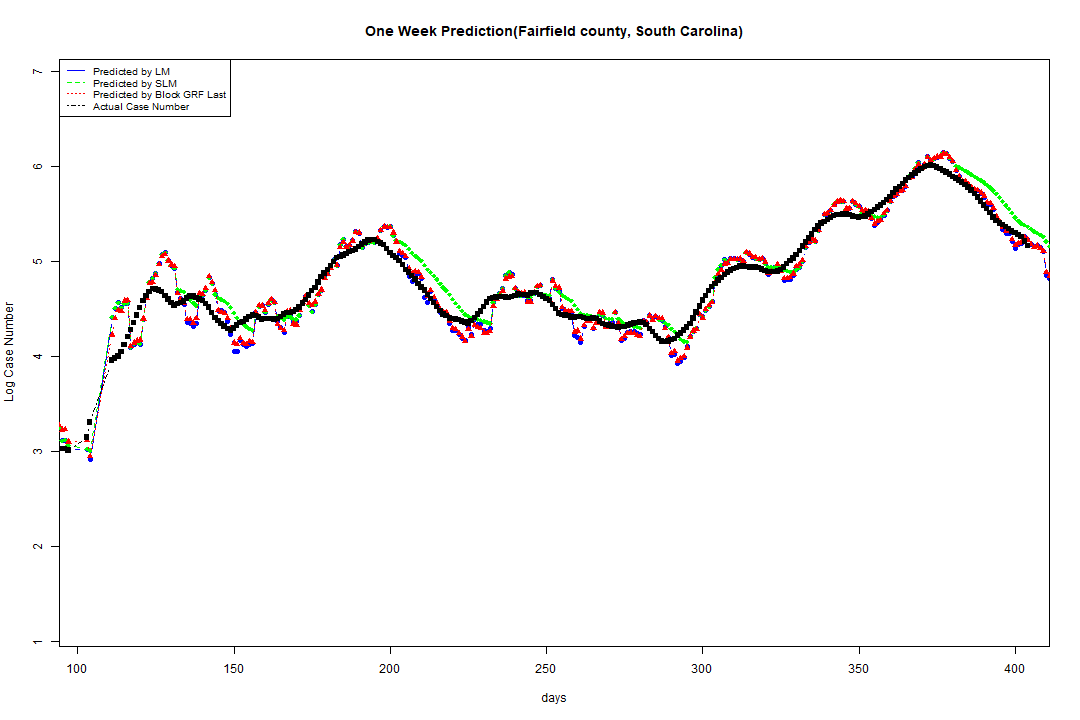 One Week Prediction(Fairfield county, South Carolina)
Predicted by LM
Predicted by SLM
Predicted by Block GRF Last
Actual Case Number
7
6
5
4
3
2
1
Log Case Number
100 150 200 250 300 350 400
days